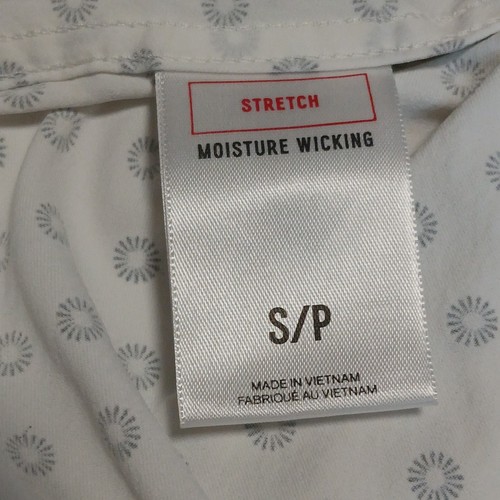 STRETCH
MOISTURE WICKING
S/P
MADE IN VIETNAM
FABRIQUÉ AU VIETNAM